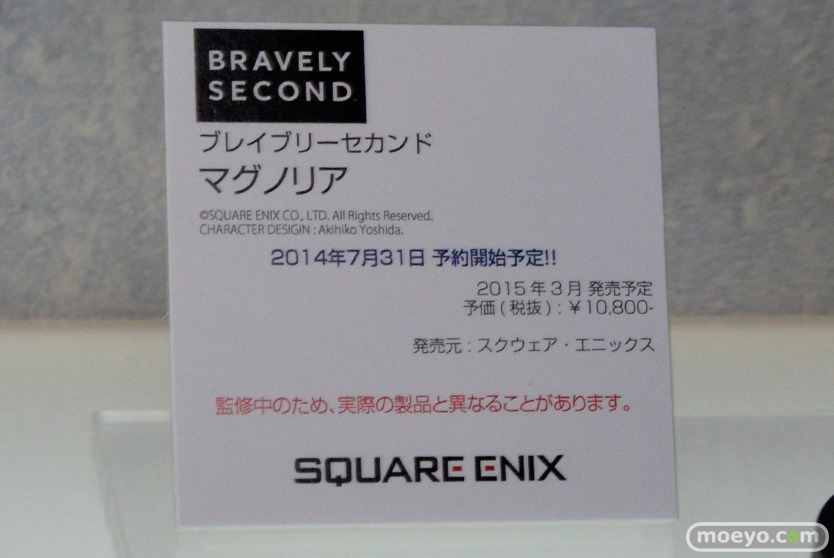 BRAVELY
SECOND
ブレイブリーセカンド
マグノリア
©SQUARE ENIX CO., LTD. All Rights Reserved.
CHARACTER DESIGIN : Akihiko Yoshida.
2014年7月31日 予約開始予定!!
2015年3月 発売予定
予価(税抜):￥10,800-
発売元:スクウェア・エニックス
監修中のため、実際の製品と異なることがあります。
SQUARE ENIX
moeyo.com